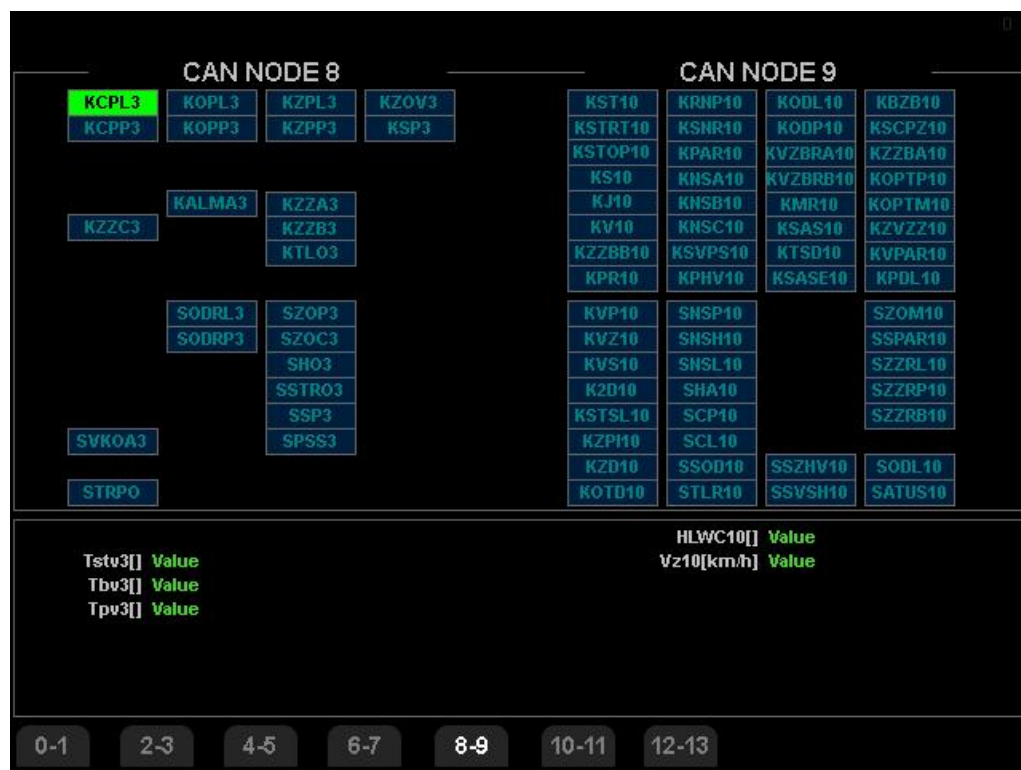 0
CAN NODE 8 CAN NODE 9
KCPL3 KOPL3 KZPL3 KZOV3 KST10 KRNP10 KODL10 KBZB10
KCPP3 KOPP3 KZPP3 KSP3 KSTRT10 KSNR10 KODP10 KSCPZ10
KSTOP10 KPAR10 KVZBRA10 KZZBA10
KS10 KNSA10 KVZBRB10 KOPTP10
KALMA3 KZZA3 KJ10 KNSB10 KMR10 KOPTM10
KZZC3 KZZB3 KV10 KNSC10 KSAS10 KZVZZ10
KTLO3 KZZBB10 KSVPS10 KTSD10 KVPAR10
KPR10 KPHV10 KSASE10 KPDL10
SODRL3 SZOP3 KVP10 SNSP10 SZOM10
SODRP3 SZOC3 KVZ10 SNSH10 SSPAR10
SHO3 KVS10 SNSL10 SZZRL10
SSTRO3 K2D10 SHA10 SZZRP10
SSP3 KSTSL10 SCP10 SZZRB10
SVKOA3 SPSS3 KZPI10 SCL10
KZD10 SSOD10 SSZHV10 SODL10
STRPO KOTD10 STLR10 SSVSH10 SATUS10
HLWC10[] Value
Tstv3[] Value Vz10[km/h] Value
Tbv3[] Value
Tpv3[] Value
0-1 2-3 4-5 6-7 8-9 10-11 12-13